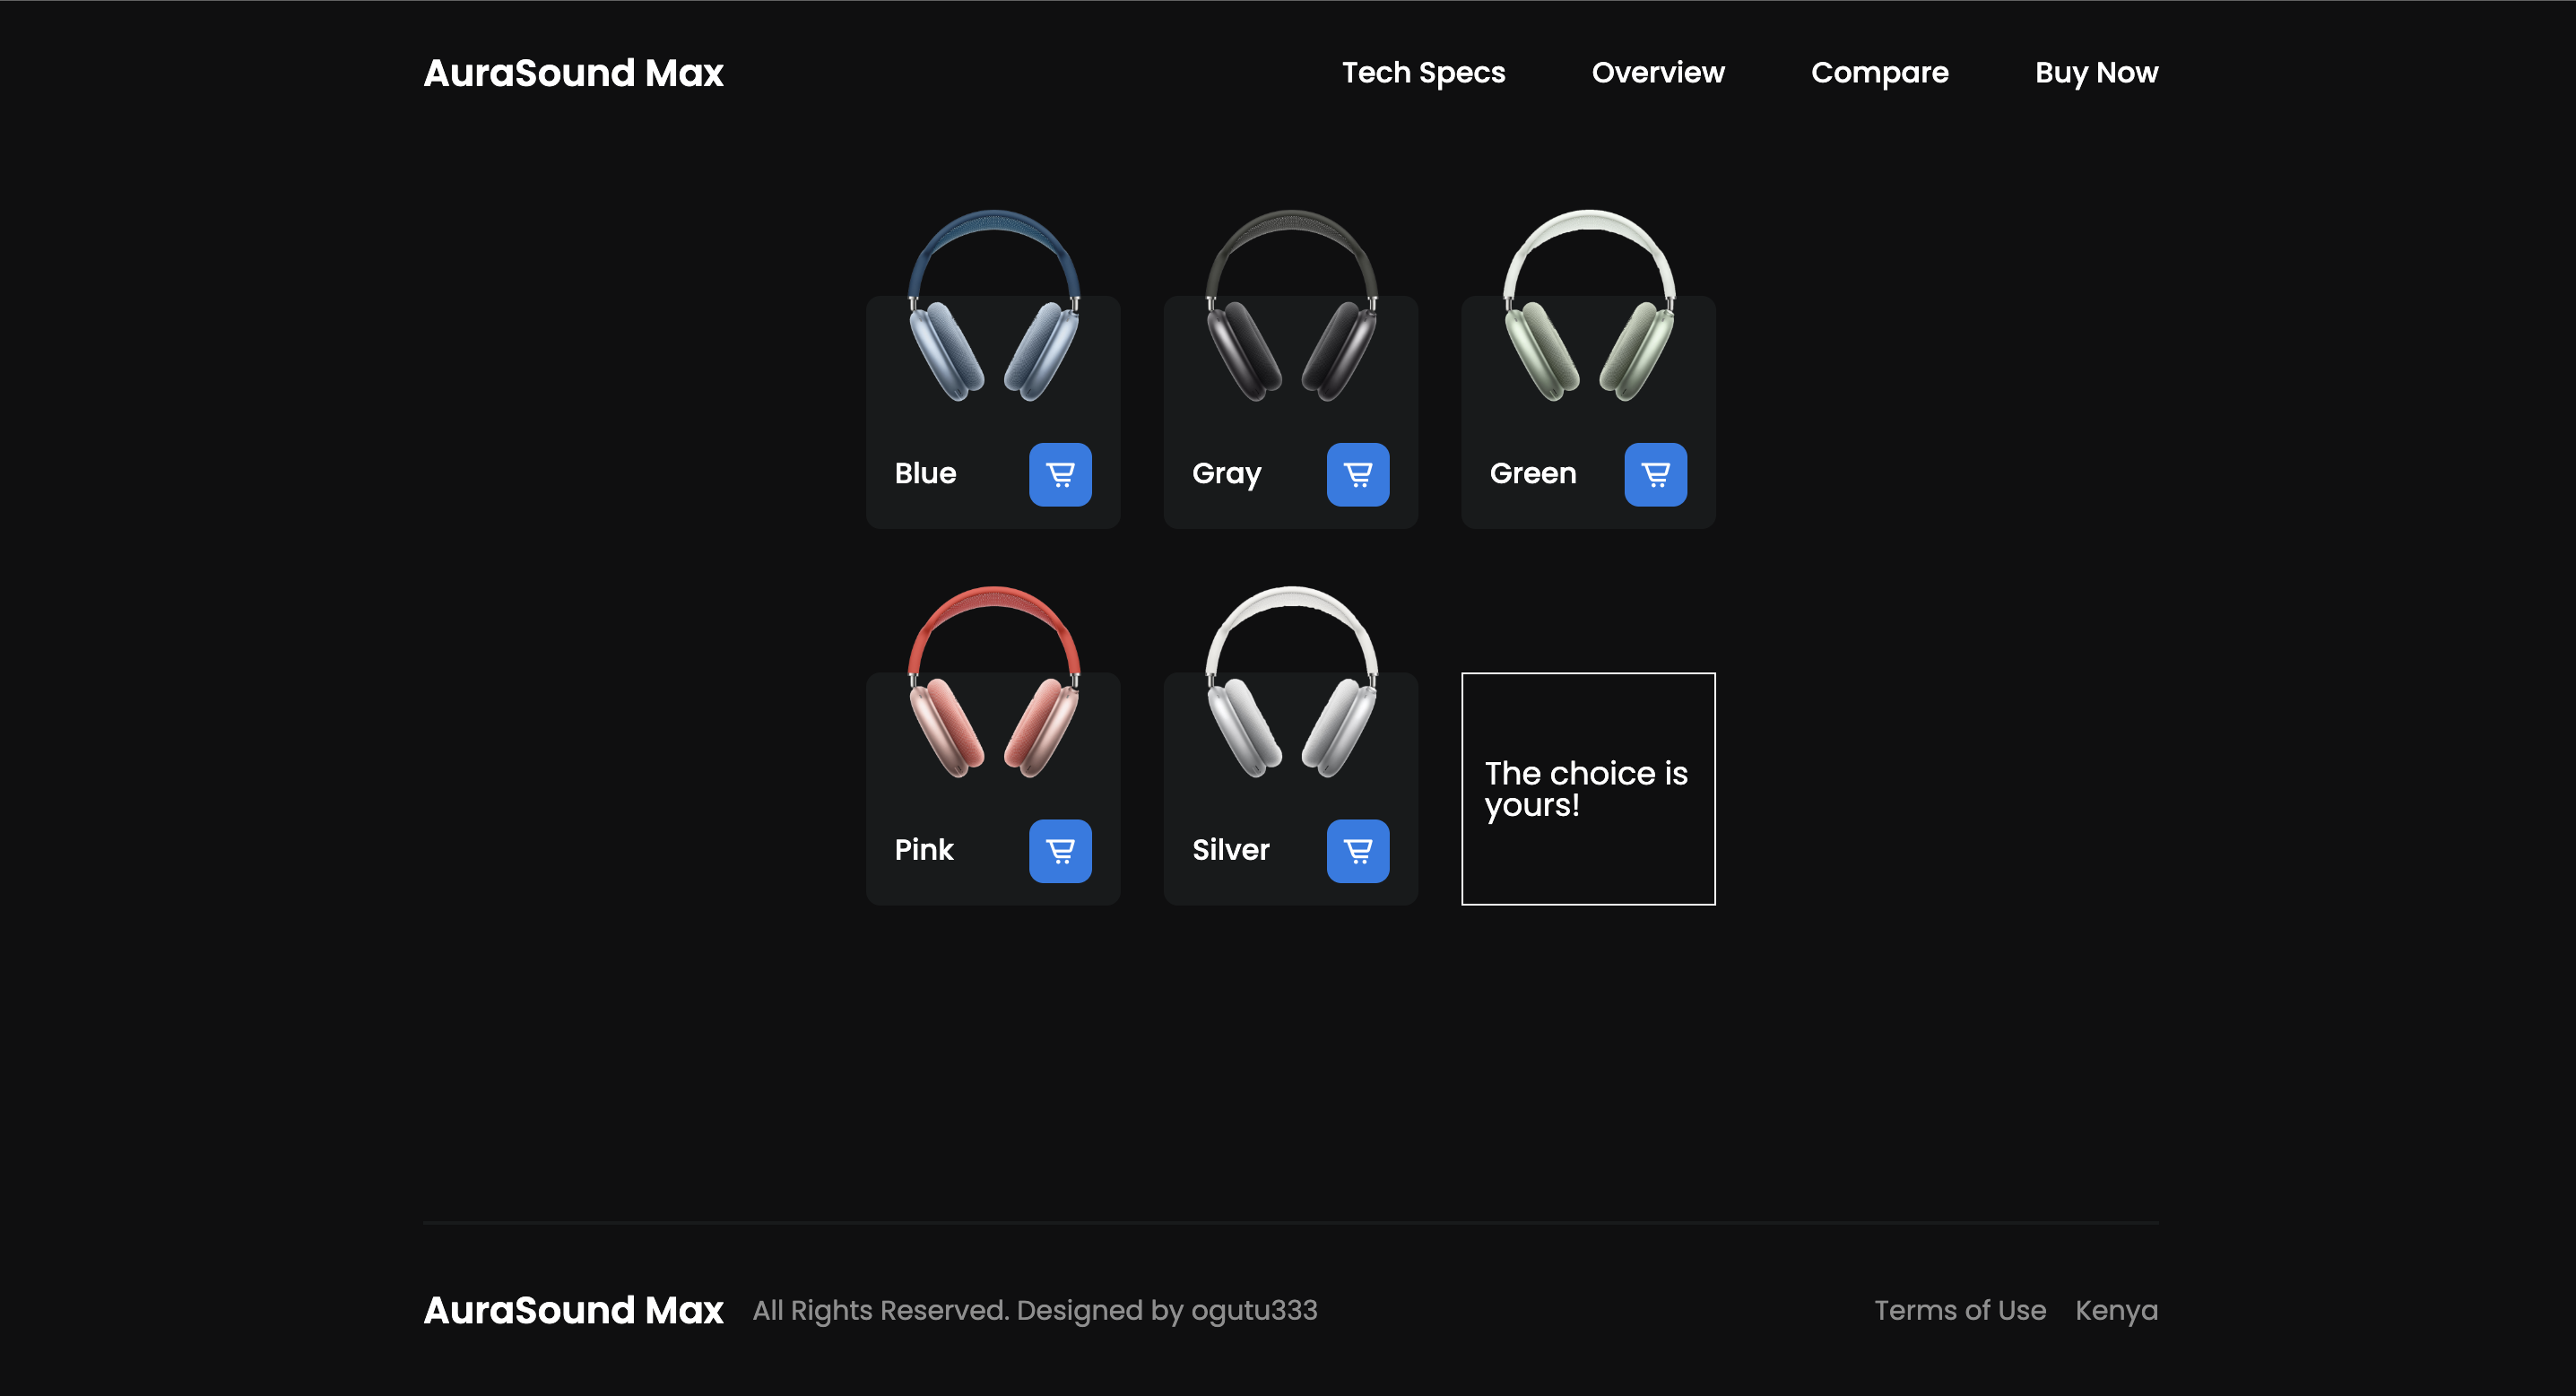 AuraSound Max
Tech Specs
Overview
Compare
Buy Now
Blue
Gray
Green
Pink
Silver
The choice is
yours!
AuraSound Max
All Rights Reserved. Designed by ogutu333
Terms of Use
Kenya